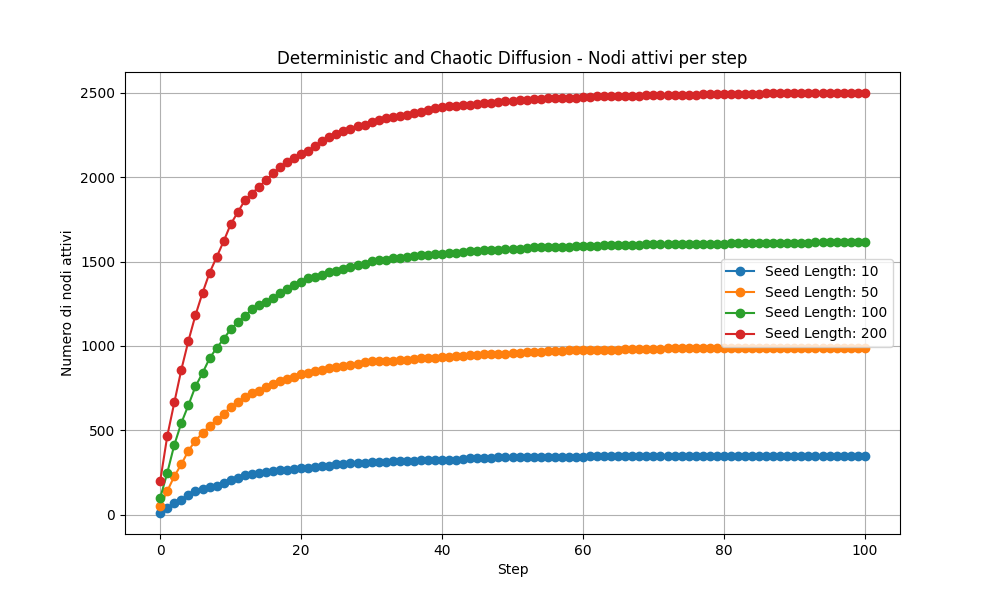 Deterministic and Chaotic Diffusion - Nodi attivi per step
2500
2000
1500
1000
500
0
Numero di nodi attivi
0 20 40 60 80 100
Step
Seed Length: 10
Seed Length: 50
Seed Length: 100
Seed Length: 200